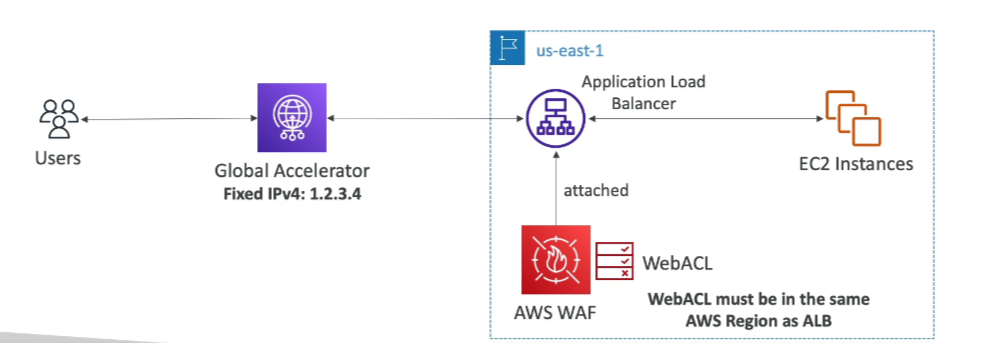 us-east-1
Application Load
Balancer
Users
Global Accelerator
Fixed IPv4: 1.2.3.4
EC2 Instances
attached
WebACL
AWS WAF
WebACL must be in the same
AWS Region as ALB